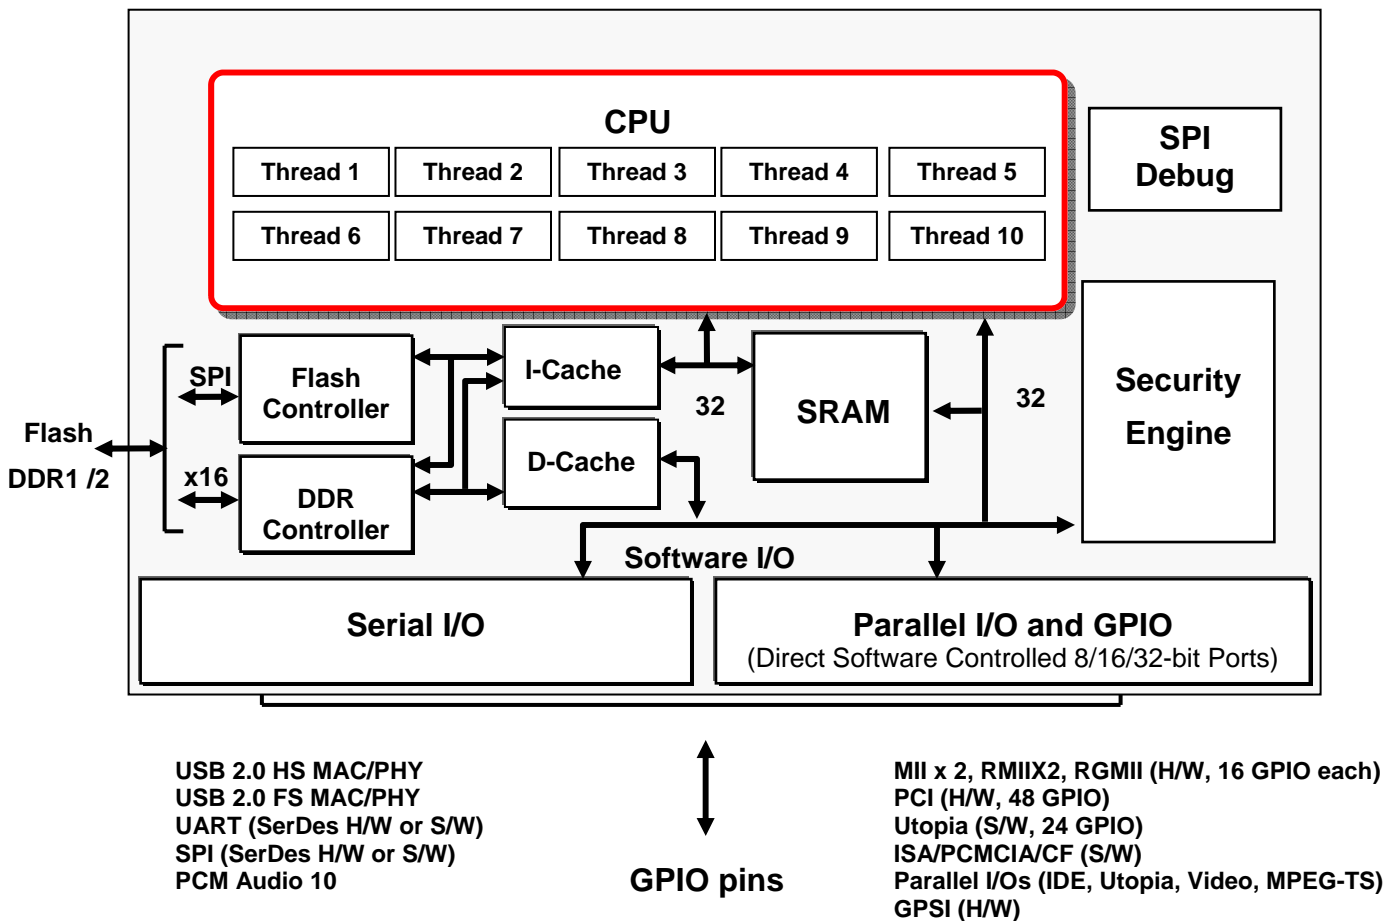 CPU
Thread 1
Thread 2
Thread 3
Thread 4
Thread 5
Thread 6
Thread 7
Thread 8
Thread 9
Thread 10
SPI
Debug
Flash
DDR1 /2
SPI
x16
Flash
Controller
DDR
Controller
I-Cache
D-Cache
32
SRAM
32
Security
Engine
Software I/O
Serial I/O
Parallel I/O and GPIO
(Direct Software Controlled 8/16/32-bit Ports)
USB 2.0 HS MAC/PHY
USB 2.0 FS MAC/PHY
UART (SerDes H/W or S/W)
SPI (SerDes H/W or S/W)
PCM Audio 10
GPIO pins
MII x 2, RMIIX2, RGMII (H/W, 16 GPIO each)
PCI (H/W, 48 GPIO)
Utopia (S/W, 24 GPIO)
ISA/PCMCIA/CF (S/W)
Parallel I/Os (IDE, Utopia, Video, MPEG-TS)
GPSI (H/W)